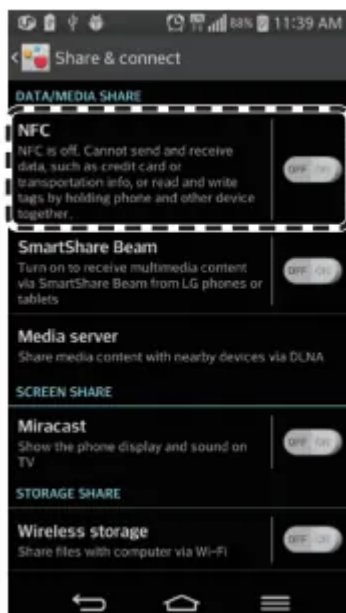 88% 11:39 AM
Share & connect
DATA/MEDIA SHARE
NFC
NFC is off. Cannot send and receive
data, such as credit card or
transportation info, or read and write
tags by holding phone and other device
together.
OFF ON
SmartShare Beam
Turn on to receive multimedia content
via SmartShare Beam from LG phones or
tablets
OFF ON
Media server
Share media content with nearby devices via DLNA
SCREEN SHARE
Miracast
Show the phone display and sound on
TV
OFF ON
STORAGE SHARE
Wireless storage
Share files with computer via Wi-Fi
OFF ON